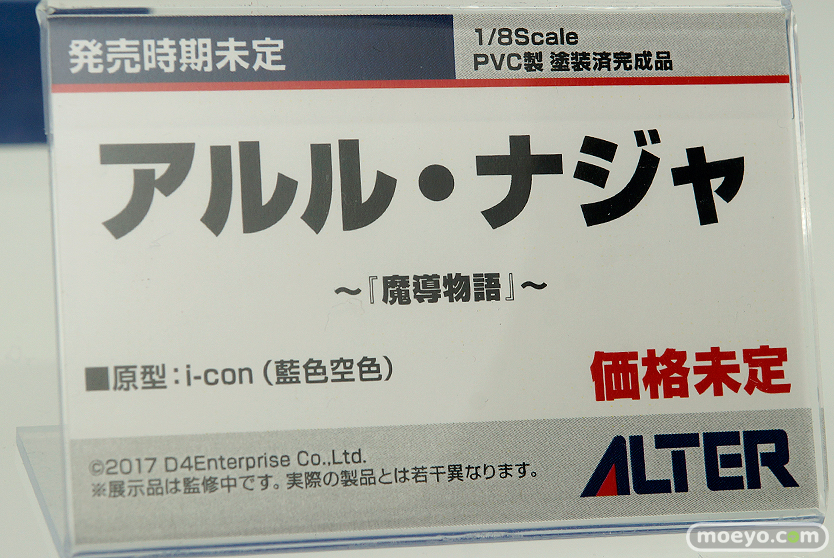 発売時期未定
1/8Scale
PVC製 塗装済完成品
アルル・ナジャ
～『魔導物語』～
■原型：i-con（藍色空色）
価格未定
©2017 D4Enterprise Co.,Ltd.
※展示品は監修中です。実際の製品とは若干異なります。
ALTER
moeyo.com